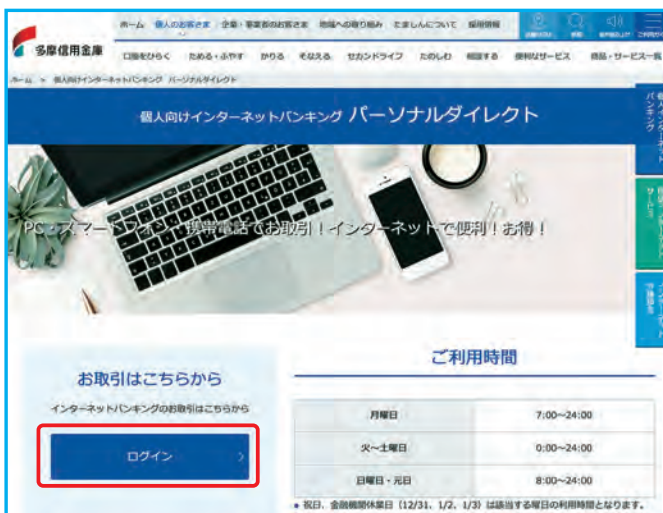 ホーム 個人のお客さま 企業・事業者のお客さま 地域への取り組み たましんについて 採用情報
多摩信用金庫
口座をひらく ためる・ふやす かりる そなえる セカンドライフ たのしむ 相談する 便利なサービス 商品・サービス一覧
ホーム > 個人向けインターネットバンキング パーソナルダイレクト
個人向けインターネットバンキング パーソナルダイレクト
PC・スマートフォン・携帯電話でお取引！インターネットで便利！お得！
お取引はこちらから
インターネットバンキングのお取引はこちらから
ログイン
ご利用時間
月曜日 7:00〜24:00
火〜土曜日 0:00〜24:00
日曜日・元日 8:00〜24:00
• 祝日、金融機関休業日（12/31、1/2、1/3）は該当する曜日の利用時間となります。